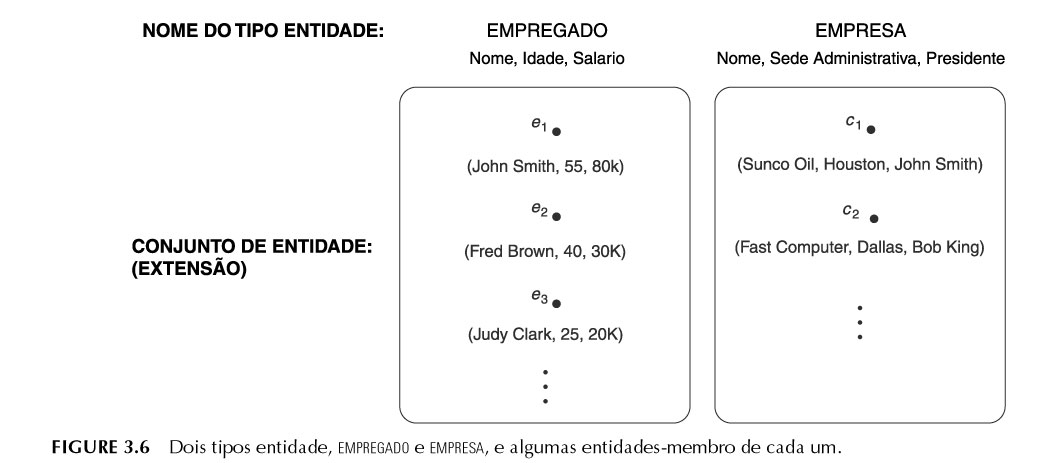 NOME DO TIPO ENTIDADE: EMPREGADO EMPRESA
Nome, Idade, Salario Nome, Sede Administrativa, Presidente
e1 c1
(John Smith, 55, 80k) (Sunco Oil, Houston, John Smith)
e2 c2
CONJUNTO DE ENTIDADE: (Fred Brown, 40, 30K) (Fast Computer, Dallas, Bob King)
(EXTENSÃO)
e3
(Judy Clark, 25, 20K)
FIGURE 3.6 Dois tipos entidade, EMPREGADO e EMPRESA, e algumas entidades-membro de cada um.